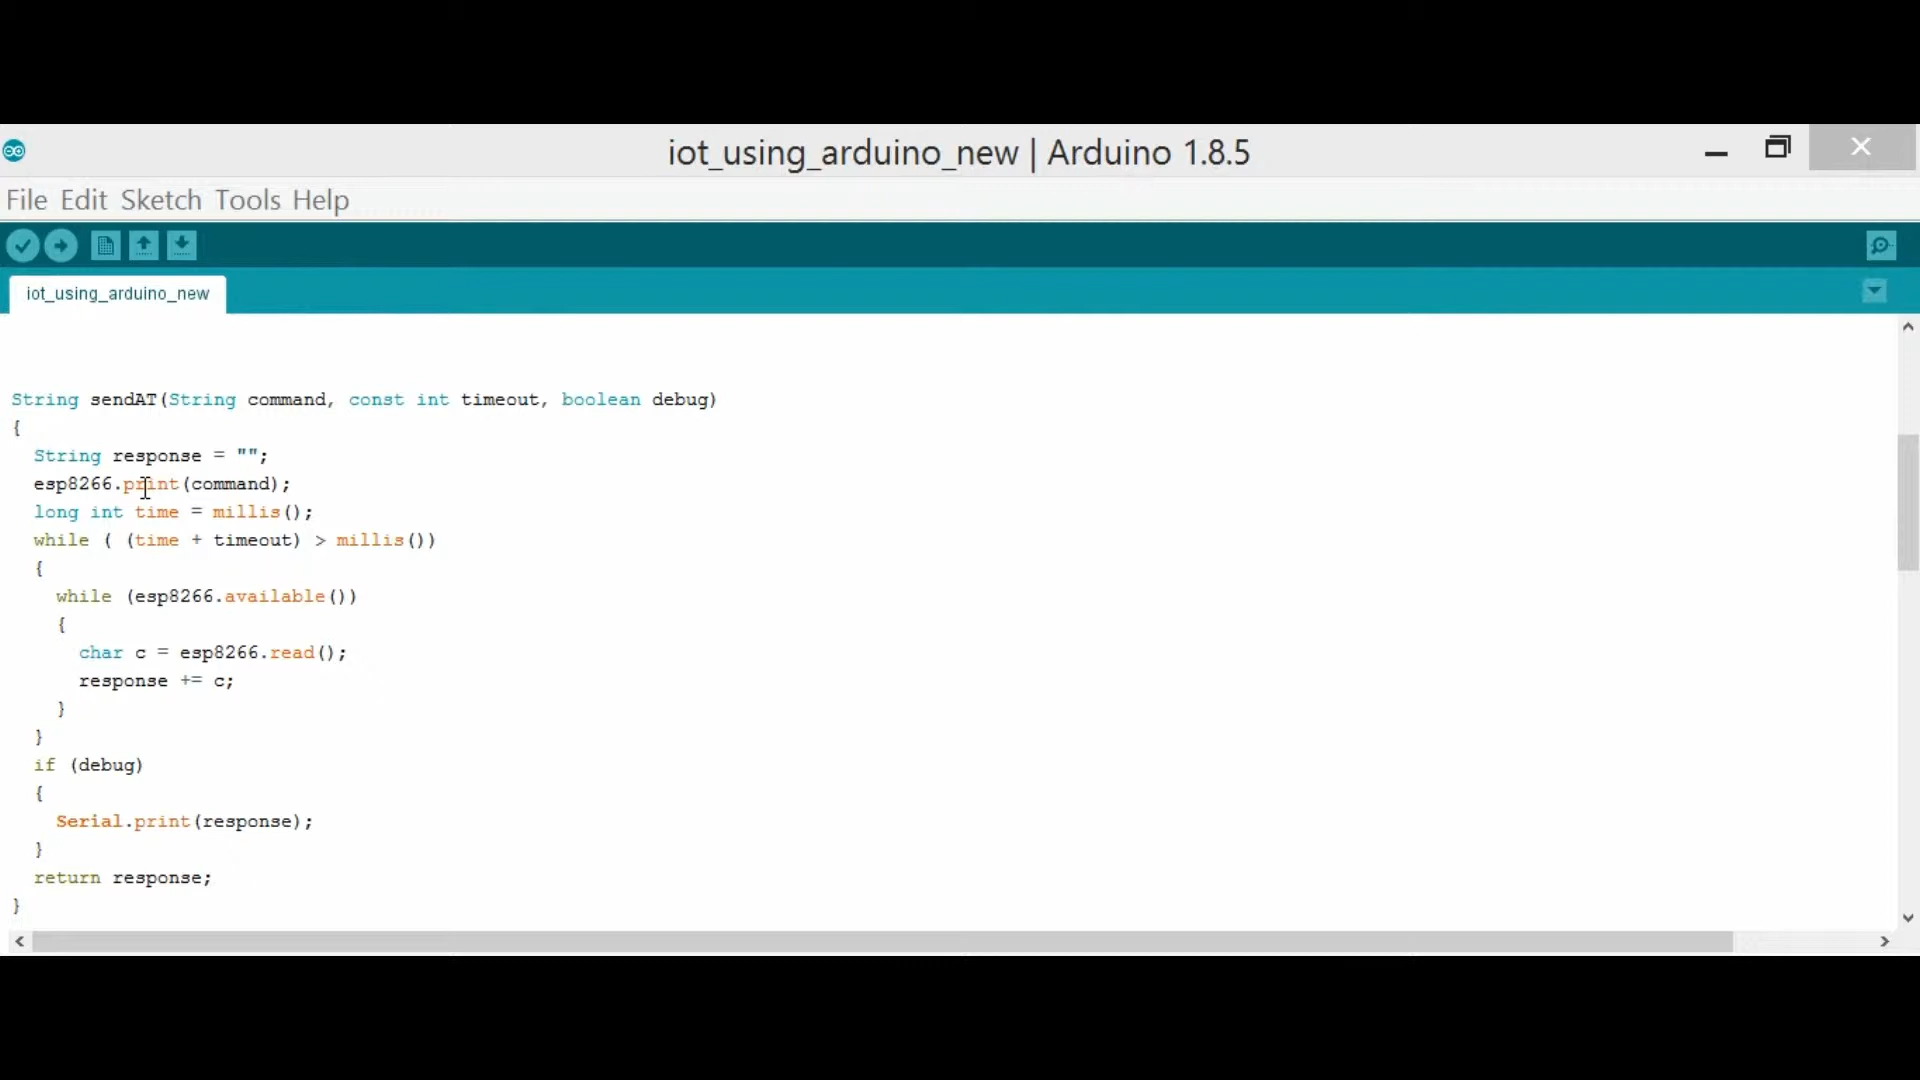 iot_using_arduino_new | Arduino 1.8.5
File Edit Sketch Tools Help
iot_using_arduino_new
String sendAT(String command, const int timeout, boolean debug)
{
  String response = "";
  esp8266.print(command);
  long int time = millis();
  while ( (time + timeout) > millis())
  {
    while (esp8266.available())
    {
      char c = esp8266.read();
      response += c;
    }
  }
  if (debug)
  {
    Serial.print(response);
  }
  return response;
}